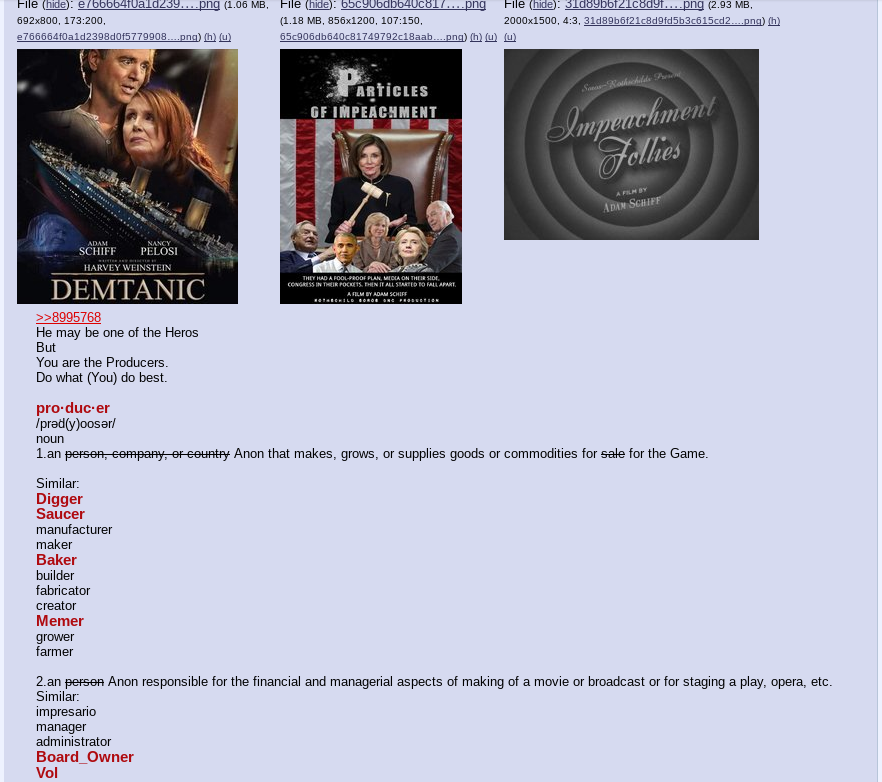 File (hide): e766664f0a1d239….png (1.06 MB,
692x800, 173:200,
e766664f0a1d2398d0f5779908….png) (h) (u)
File (hide): 65c906db640c817….png
(1.18 MB, 856x1200, 107:150,
65c906db640c81749792c18aab….png) (h) (u)
File (hide): 31d89b6f21c8d9f….png (2.93 MB,
2000x1500, 4:3, 31d89b6f21c8d9fd5b3c615cd2….png) (h)
(u)
ADAM SCHIFF
NANCY PELOSI
WRITTEN AND DIRECTED BY
HARVEY WEINSTEIN
DEMTANIC
PARTICLES
OF IMPEACHMENT
THEY HAD A FOOL-PROOF PLAN, MEDIA ON THEIR SIDE,
CONGRESS IN THEIR POCKETS. THEN IT ALL STARTED TO FALL APART.
A FILM BY ADAM SCHIFF
ROTHSCHILD SOROS GMC PRODUCTION
Soros-Rothschilds Present
Impeachment
Follies
A FILM BY
ADAM SCHIFF
>>8995768
He may be one of the Heros
But
You are the Producers.
Do what (You) do best.
pro·duc·er
/prəˈd(y)oosər/
noun
1.an person, company, or country Anon that makes, grows, or supplies goods or commodities for sale for the Game.
Similar:
Digger
Saucer
manufacturer
maker
Baker
builder
fabricator
creator
Memer
grower
farmer
2.an person Anon responsible for the financial and managerial aspects of making of a movie or broadcast or for staging a play, opera, etc.
Similar:
impresario
manager
administrator
Board_Owner
Vol